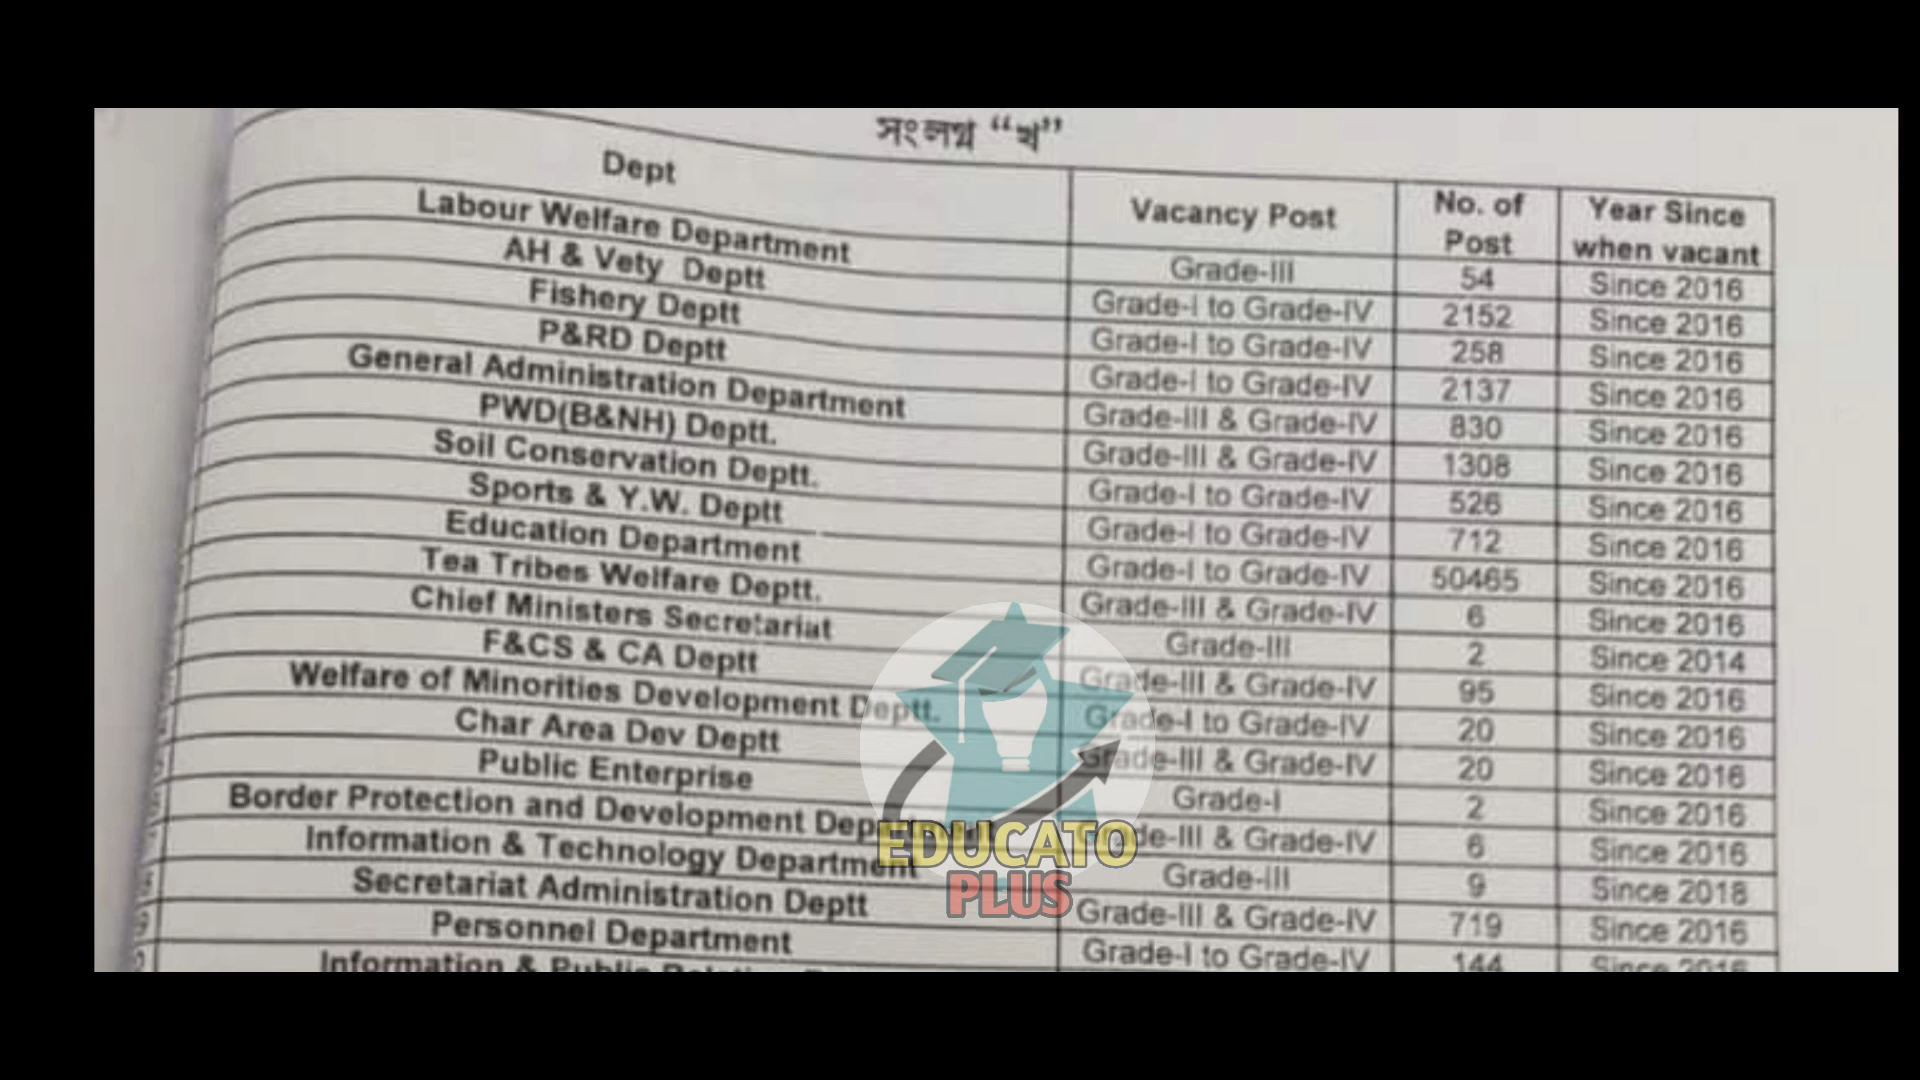 সংলগ্ন “খ”
Dept Vacancy Post No. of Post Year Since when vacant
Labour Welfare Department Grade-III 54 Since 2016
AH & Vety Deptt Grade-I to Grade-IV 2152 Since 2016
Fishery Deptt Grade-I to Grade-IV 258 Since 2016
P&RD Deptt Grade-I to Grade-IV 2137 Since 2016
General Administration Department Grade-III & Grade-IV 830 Since 2016
PWD(B&NH) Deptt. Grade-III & Grade-IV 1308 Since 2016
Soil Conservation Deptt. Grade-I to Grade-IV 526 Since 2016
Sports & Y.W. Deptt Grade-I to Grade-IV 712 Since 2016
Education Department Grade-I to Grade-IV 50465 Since 2016
Tea Tribes Welfare Deptt. Grade-III & Grade-IV 6 Since 2016
Chief Ministers Secretariat Grade-III 2 Since 2014
F&CS & CA Deptt Grade-III & Grade-IV 95 Since 2016
Welfare of Minorities Development Deptt. Grade-I to Grade-IV 20 Since 2016
Char Area Dev Deptt Grade-III & Grade-IV 20 Since 2016
Public Enterprise Grade-I 2 Since 2016
Border Protection and Development Grade-III & Grade-IV 6 Since 2016
Information & Technology Department Grade-III 9 Since 2018
Secretariat Administration Deptt Grade-III & Grade-IV 719 Since 2016
Personnel Department Grade-I to Grade-IV 144 Since 2016
Information & Public
EDUCATO
PLUS